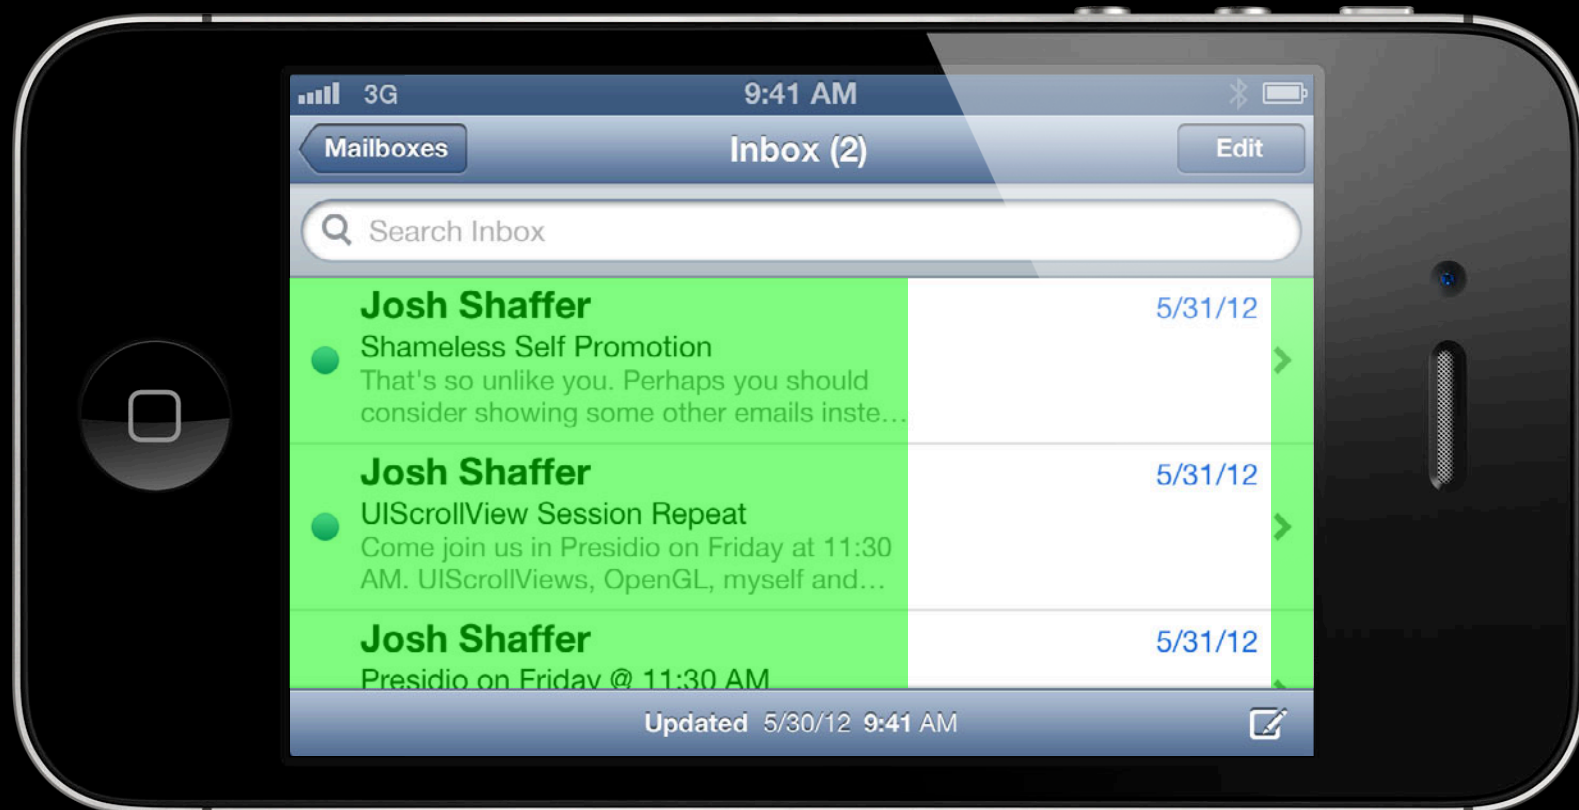 3G 9:41 AM
Mailboxes Inbox (2) Edit
Search Inbox
Josh Shaffer 5/31/12
Shameless Self Promotion
That's so unlike you. Perhaps you should
consider showing some other emails inste...
Josh Shaffer 5/31/12
UIScrollView Session Repeat
Come join us in Presidio on Friday at 11:30
AM. UIScrollViews, OpenGL, myself and...
Josh Shaffer 5/31/12
Presidio on Friday @ 11:30 AM
Updated 5/30/12 9:41 AM